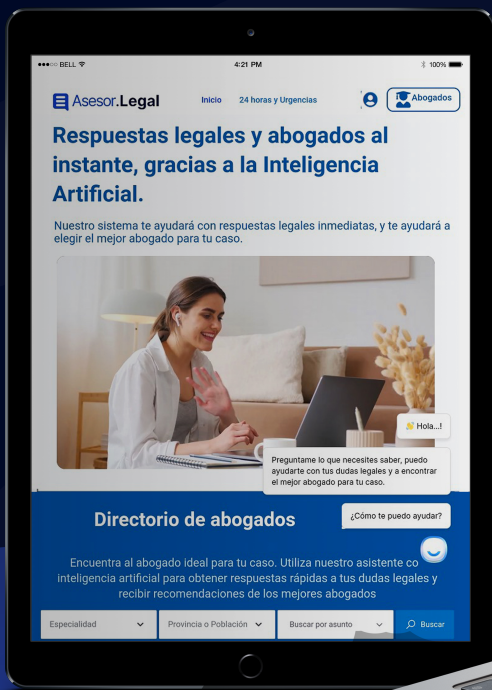 BELL
4:21 PM
100%
Asesor.Legal
Inicio
24 horas y Urgencias
Abogados
Respuestas legales y abogados al
instante, gracias a la Inteligencia
Artificial.
Nuestro sistema te ayudará con respuestas legales inmediatas, y te ayudará a
elegir el mejor abogado para tu caso.
👋 Hola...!
Preguntame lo que necesites saber, puedo
ayudarte con tus dudas legales y a encontrar
el mejor abogado para tu caso.
¿Cómo te puedo ayudar?
Directorio de abogados
Encuentra al abogado ideal para tu caso. Utiliza nuestro asistente co
inteligencia artificial para obtener respuestas rápidas a tus dudas legales y
recibir recomendaciones de los mejores abogados
Especialidad
Provincia o Población
Buscar por asunto
Buscar